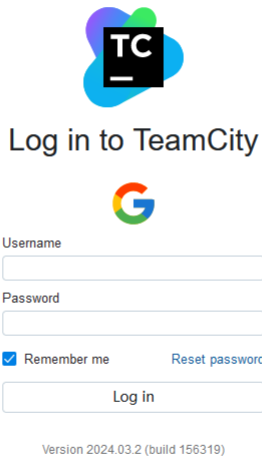 TC
Log in to TeamCity
Username
Password
Remember me
Reset password
Log in
Version 2024.03.2 (build 156319)